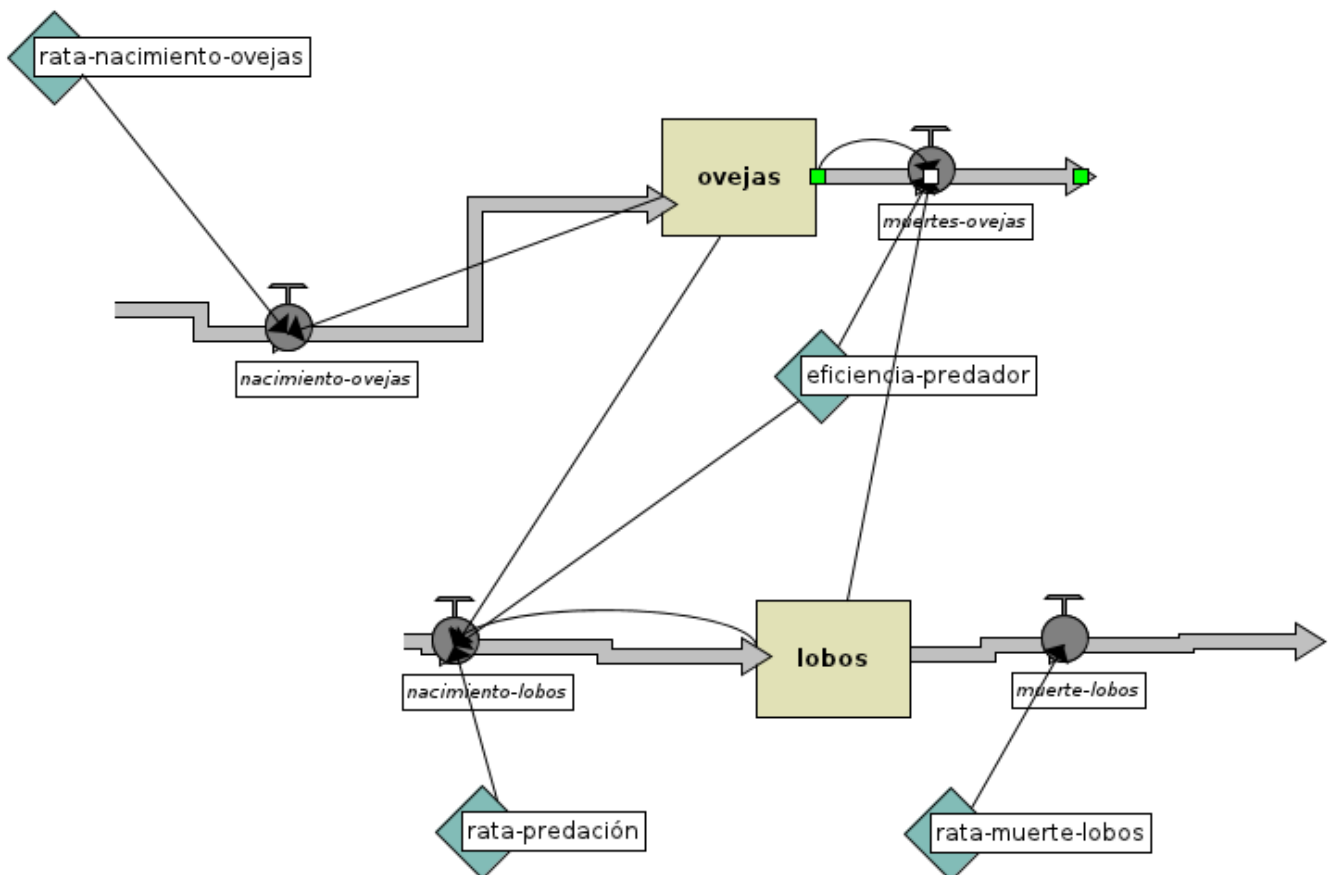 rata-nacimiento-ovejas
ovejas
muertes-ovejas
nacimiento-ovejas
eficiencia-predador
lobos
nacimiento-lobos
muerte-lobos
rata-predación
rata-muerte-lobos